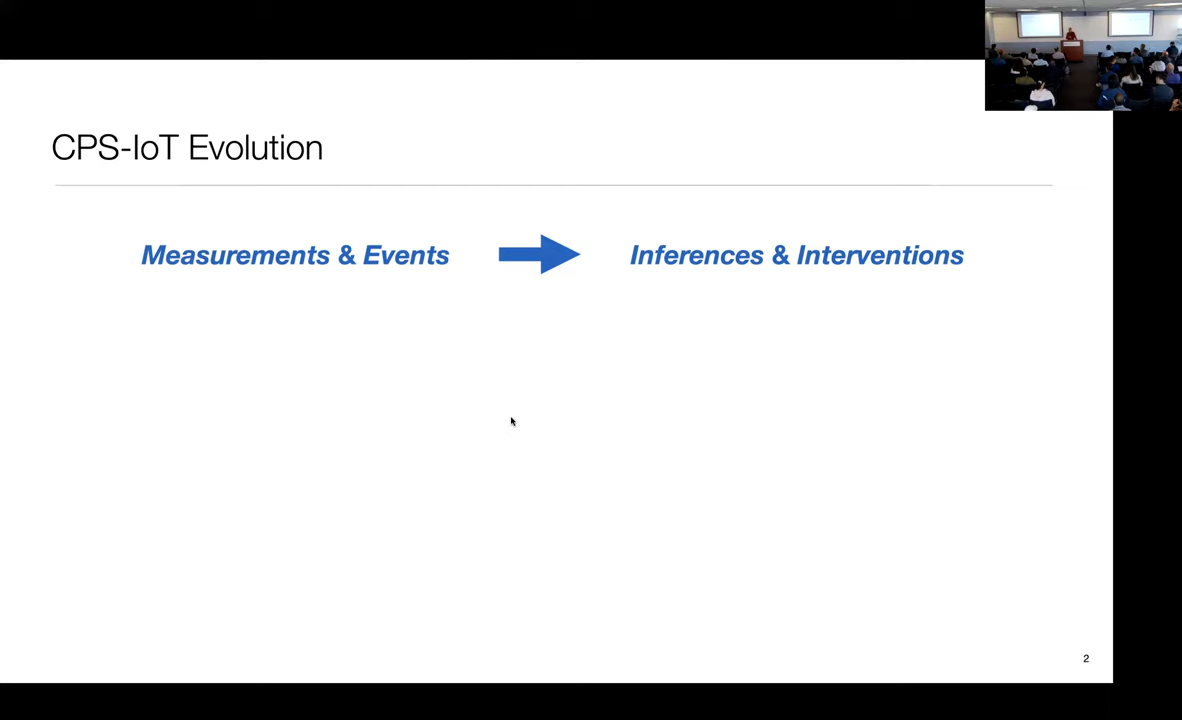 CPS-IoT Evolution
Measurements & Events
Inferences & Interventions
2